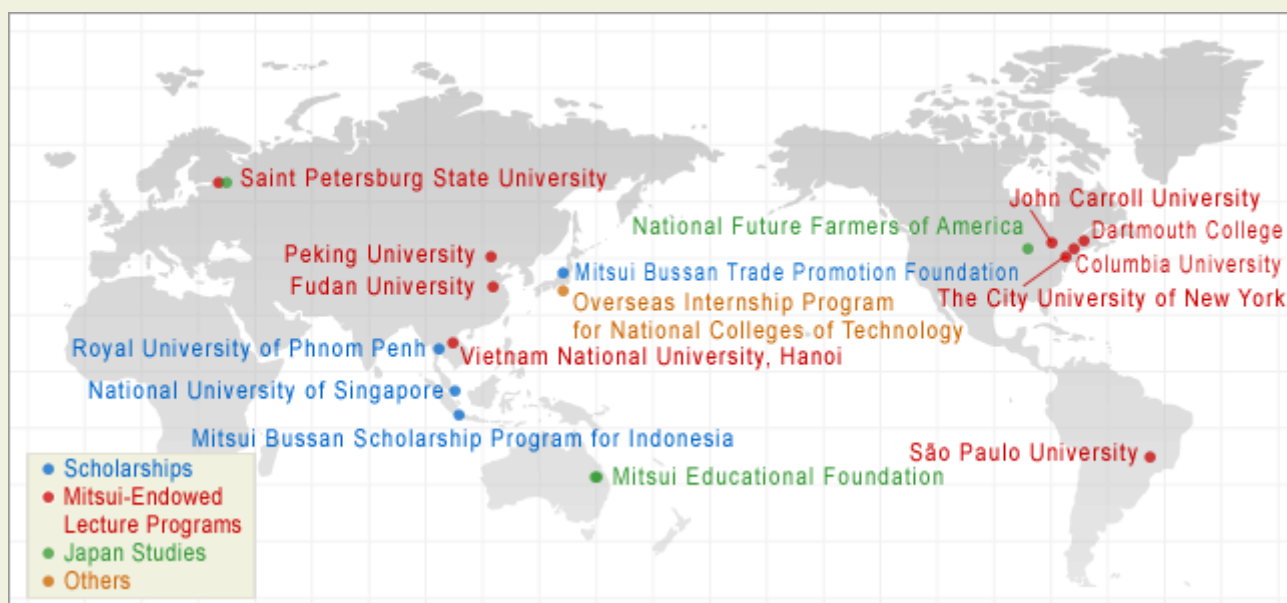 Saint Petersburg State University
John Carroll University
National Future Farmers of America
Dartmouth College
Peking University
Columbia University
Mitsui Bussan Trade Promotion Foundation
Fudan University
The City University of New York
Overseas Internship Program
for National Colleges of Technology
Royal University of Phnom Penh
Vietnam National University, Hanoi
National University of Singapore
Mitsui Bussan Scholarship Program for Indonesia
São Paulo University
Mitsui Educational Foundation
Scholarships
Mitsui-Endowed
Lecture Programs
Japan Studies
Others